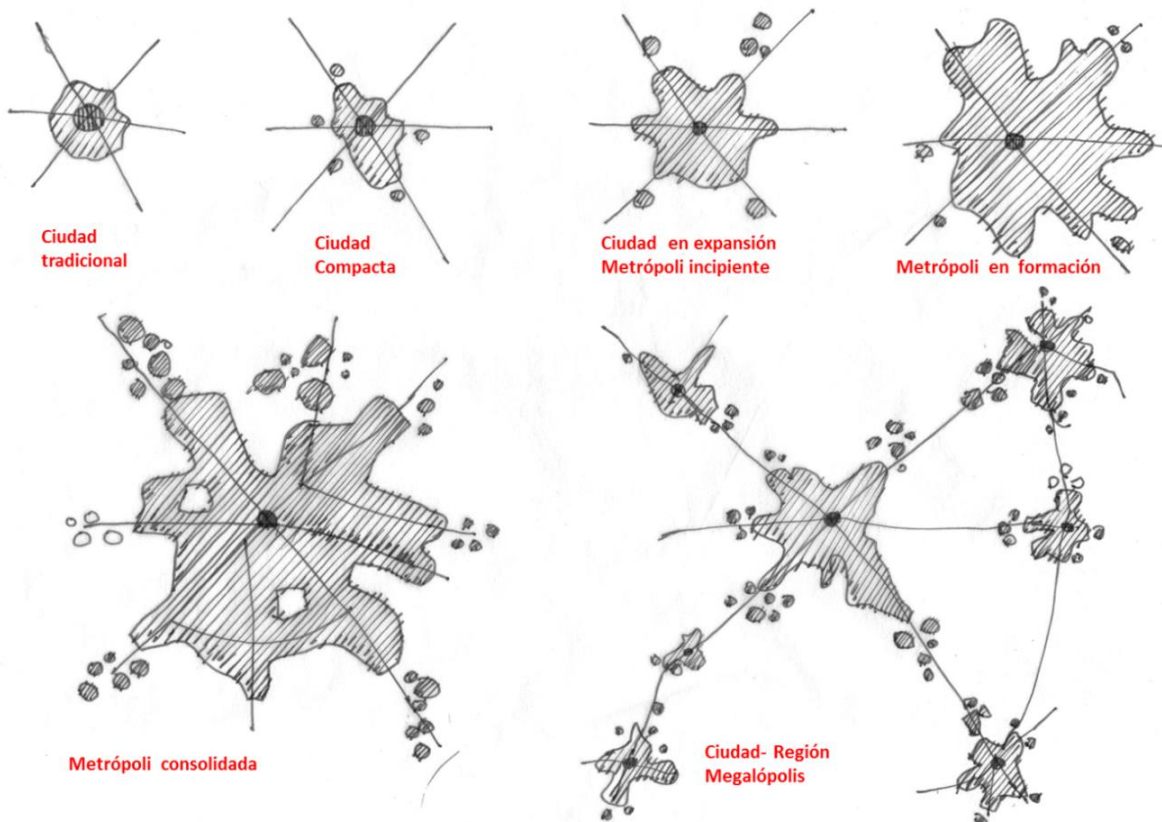 Ciudad
tradicional
Ciudad
Compacta
Ciudad en expansión
Metrópoli incipiente
Metrópoli en formación
Metrópoli consolidada
Ciudad- Región
Megalópolis